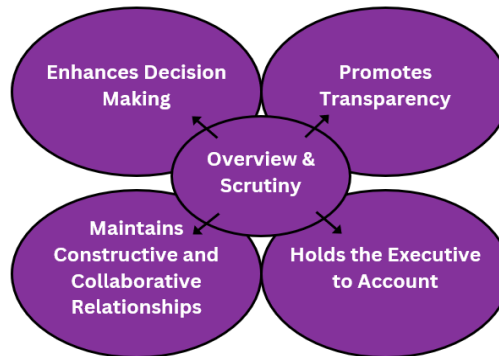 Enhances Decision
Making
Promotes
Transparency
Overview &
Scrutiny
Maintains
Constructive and
Collaborative
Relationships
Holds the Executive
to Account